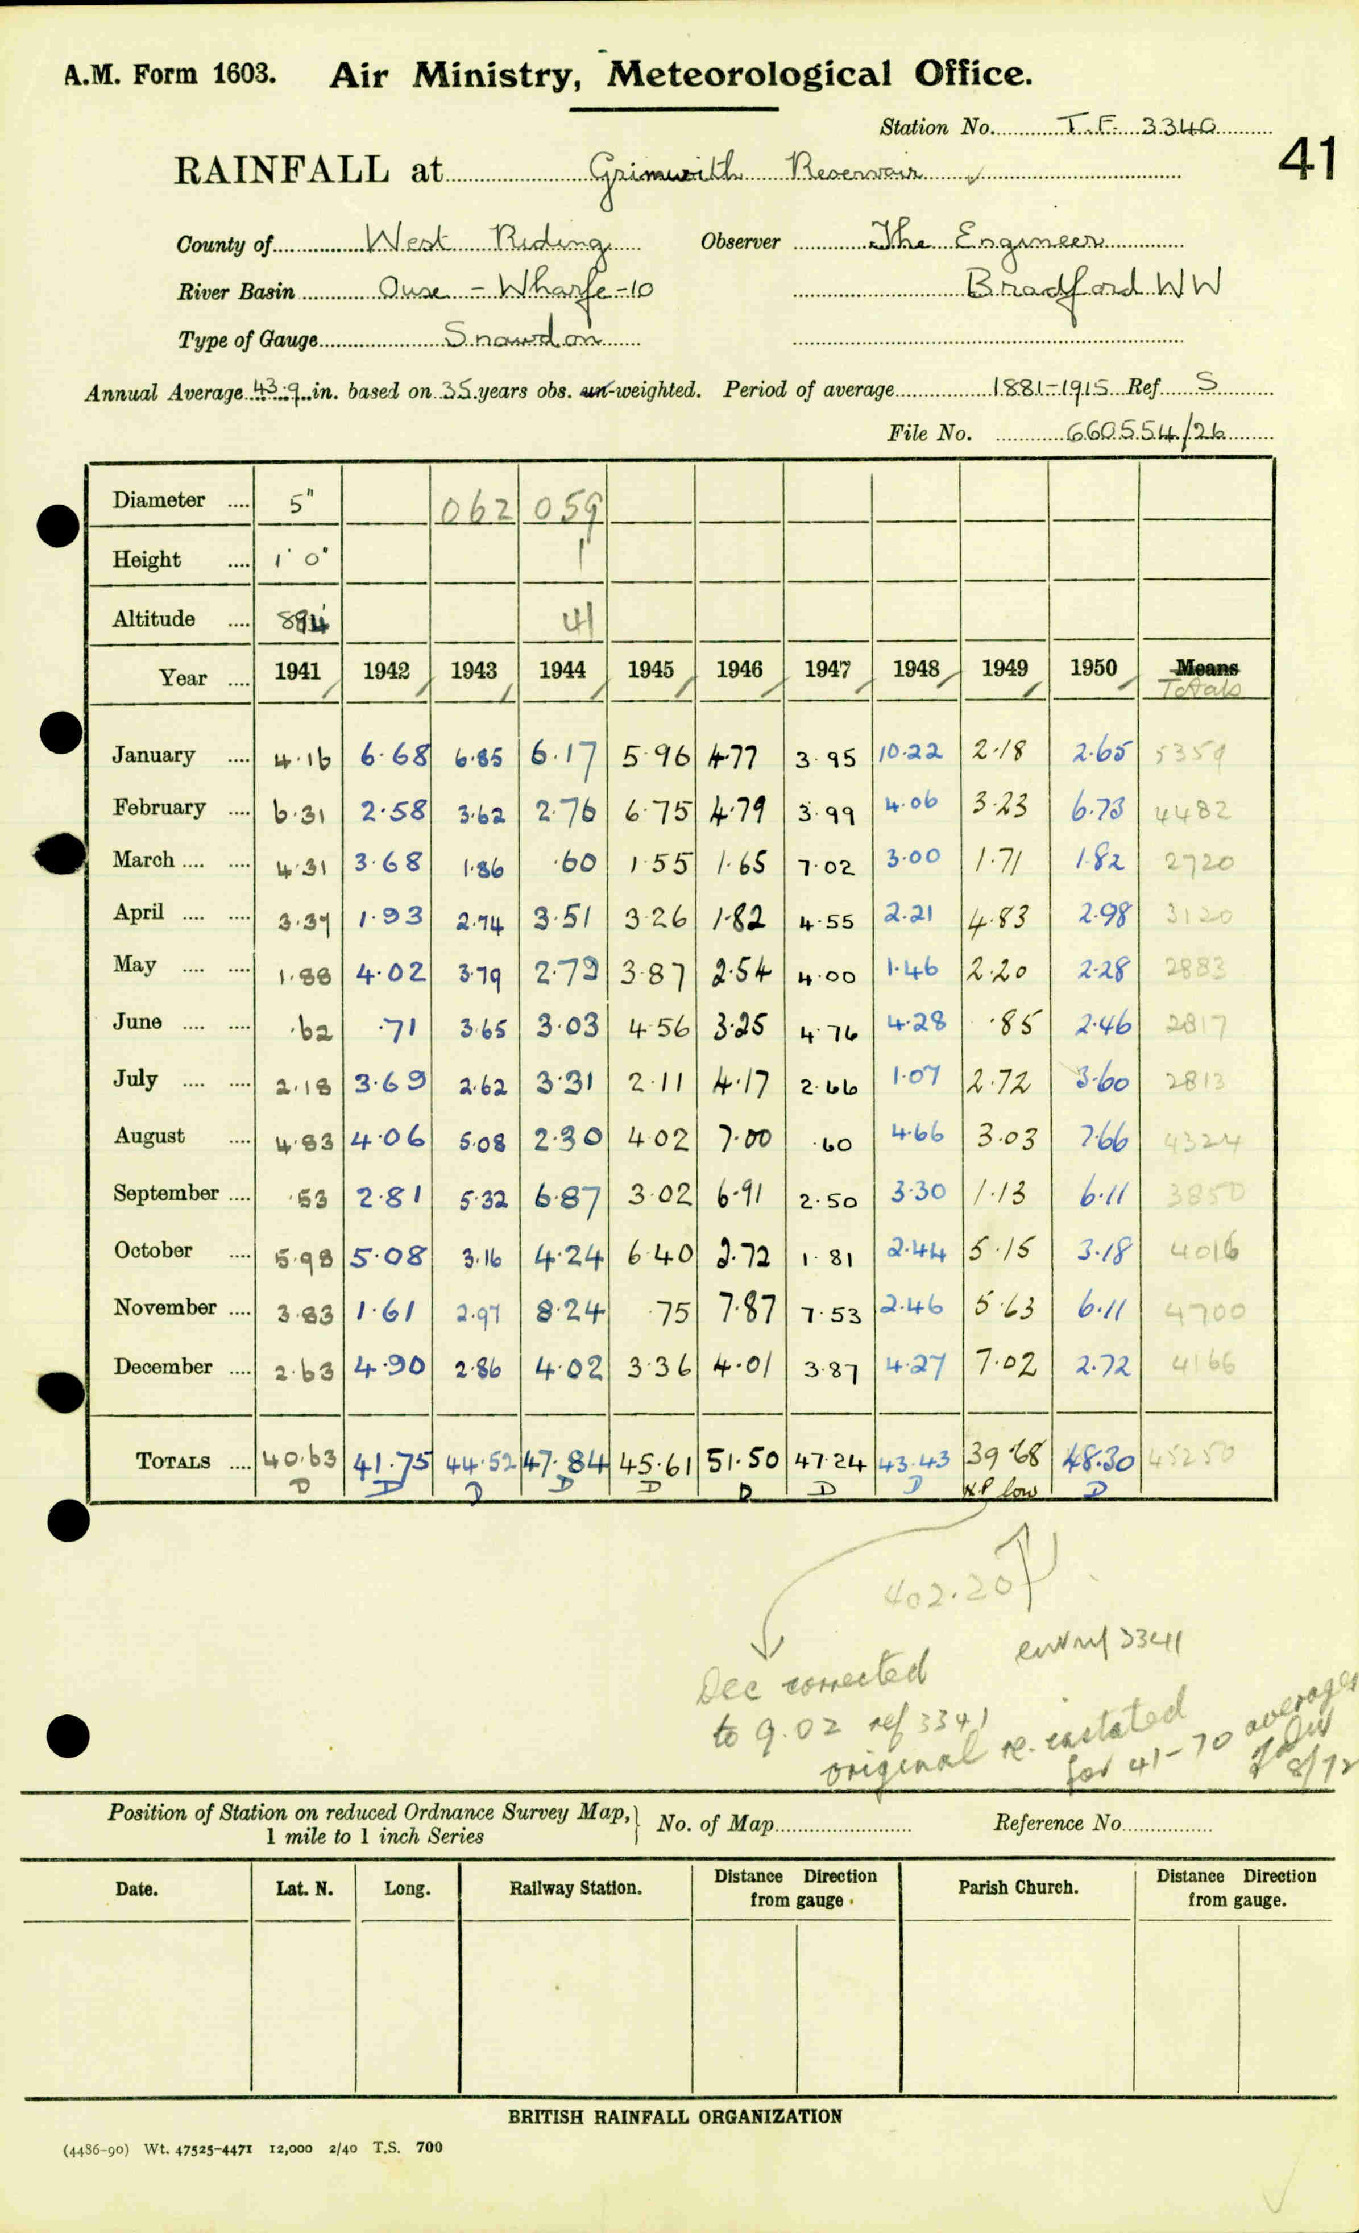 A.M. Form 1603. Air Ministry, Meteorological Office.
Station No. T.F. 3340
41
RAINFALL at Grimwith Reservoir ✓
County of West Riding Observer The Engineer
River Basin Ouse - Wharfe - 10 Bradford WW
Type of Gauge Snowdon
Annual Average 43.9 in. based on 35 years obs. un-weighted. Period of average 1881-1915 Ref S
File No. 660554/26
Diameter .... 5" 062 059
Height .... 1' 0" 1
Altitude .... 894' 41
Year .... 1941 1942 1943 1944 1945 1946 1947 1948 1949 1950 Means
Totals
January .... 4.16 6.68 6.85 6.17 5.96 4.77 3.95 10.22 2.18 2.65 5359
February .... 6.31 2.58 3.62 2.76 6.75 4.79 3.99 4.06 3.23 6.73 4482
March .... .... 4.31 3.68 1.86 .60 1.55 1.65 7.02 3.00 1.71 1.82 2720
April .... .... 3.37 1.93 2.74 3.51 3.26 1.82 4.55 2.21 4.83 2.98 3120
May .... .... 1.88 4.02 3.79 2.79 3.87 2.54 4.00 1.46 2.20 2.28 2883
June .... .... .62 .71 3.65 3.03 4.56 3.25 4.76 4.28 .85 2.46 2817
July .... .... 2.18 3.69 2.62 3.31 2.11 4.17 2.66 1.07 2.72 3.60 2813
August .... 4.83 4.06 5.08 2.30 4.02 7.00 .60 4.66 3.03 7.66 4324
September .... .53 2.81 5.32 6.87 3.02 6.91 2.50 3.30 1.13 6.11 3850
October .... 5.98 5.08 3.16 4.24 6.40 2.72 1.81 2.44 5.15 3.18 4016
November .... 3.83 1.61 2.97 8.24 .75 7.87 7.53 2.46 5.63 6.11 4700
December .... 2.63 4.90 2.86 4.02 3.36 4.01 3.87 4.27 7.02 2.72 4166
TOTALS .... 40.63 41.75 44.52 47.84 45.61 51.50 47.24 43.43 39.68 48.30 45250
D D D D D D D D low D
402.20
entry 3341
Dec corrected
to 9.02 ref 3341
original re-instated
for 41-70 averages
8/72
Position of Station on reduced Ordnance Survey Map, No. of Map Reference No.
1 mile to 1 inch Series
Date. Lat. N. Long. Railway Station. Distance Direction from gauge. Parish Church. Distance Direction from gauge.
BRITISH RAINFALL ORGANIZATION
(4486-90) Wt. 47525-4471 12,000 2/40 T.S. 700